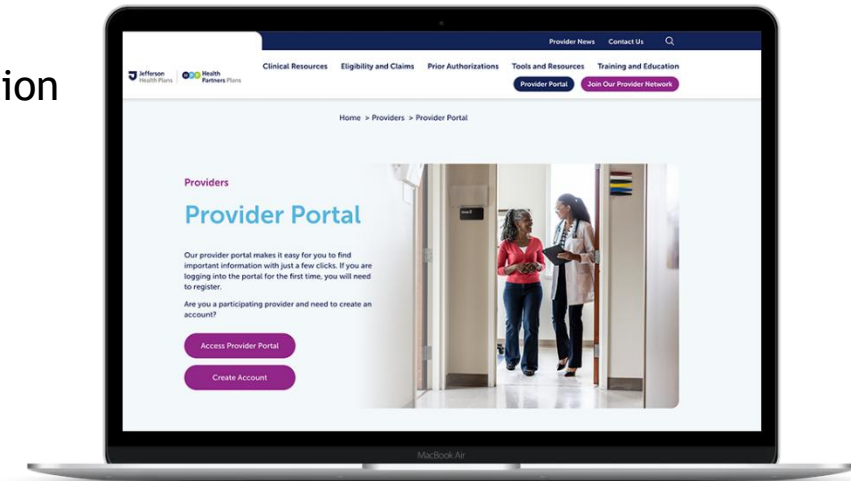 ion
Provider News Contact Us
Jefferson
Health Plans
Health
Partners Plans
Clinical Resources Eligibility and Claims Prior Authorizations Tools and Resources Training and Education
Provider Portal Join Our Provider Network
Home > Providers > Provider Portal
Providers
Provider Portal
Our provider portal makes it easy for you to find
important information with just a few clicks. If you are
logging into the portal for the first time, you will need
to register.
Are you a participating provider and need to create an
account?
Access Provider Portal
Create Account
MacBook Air